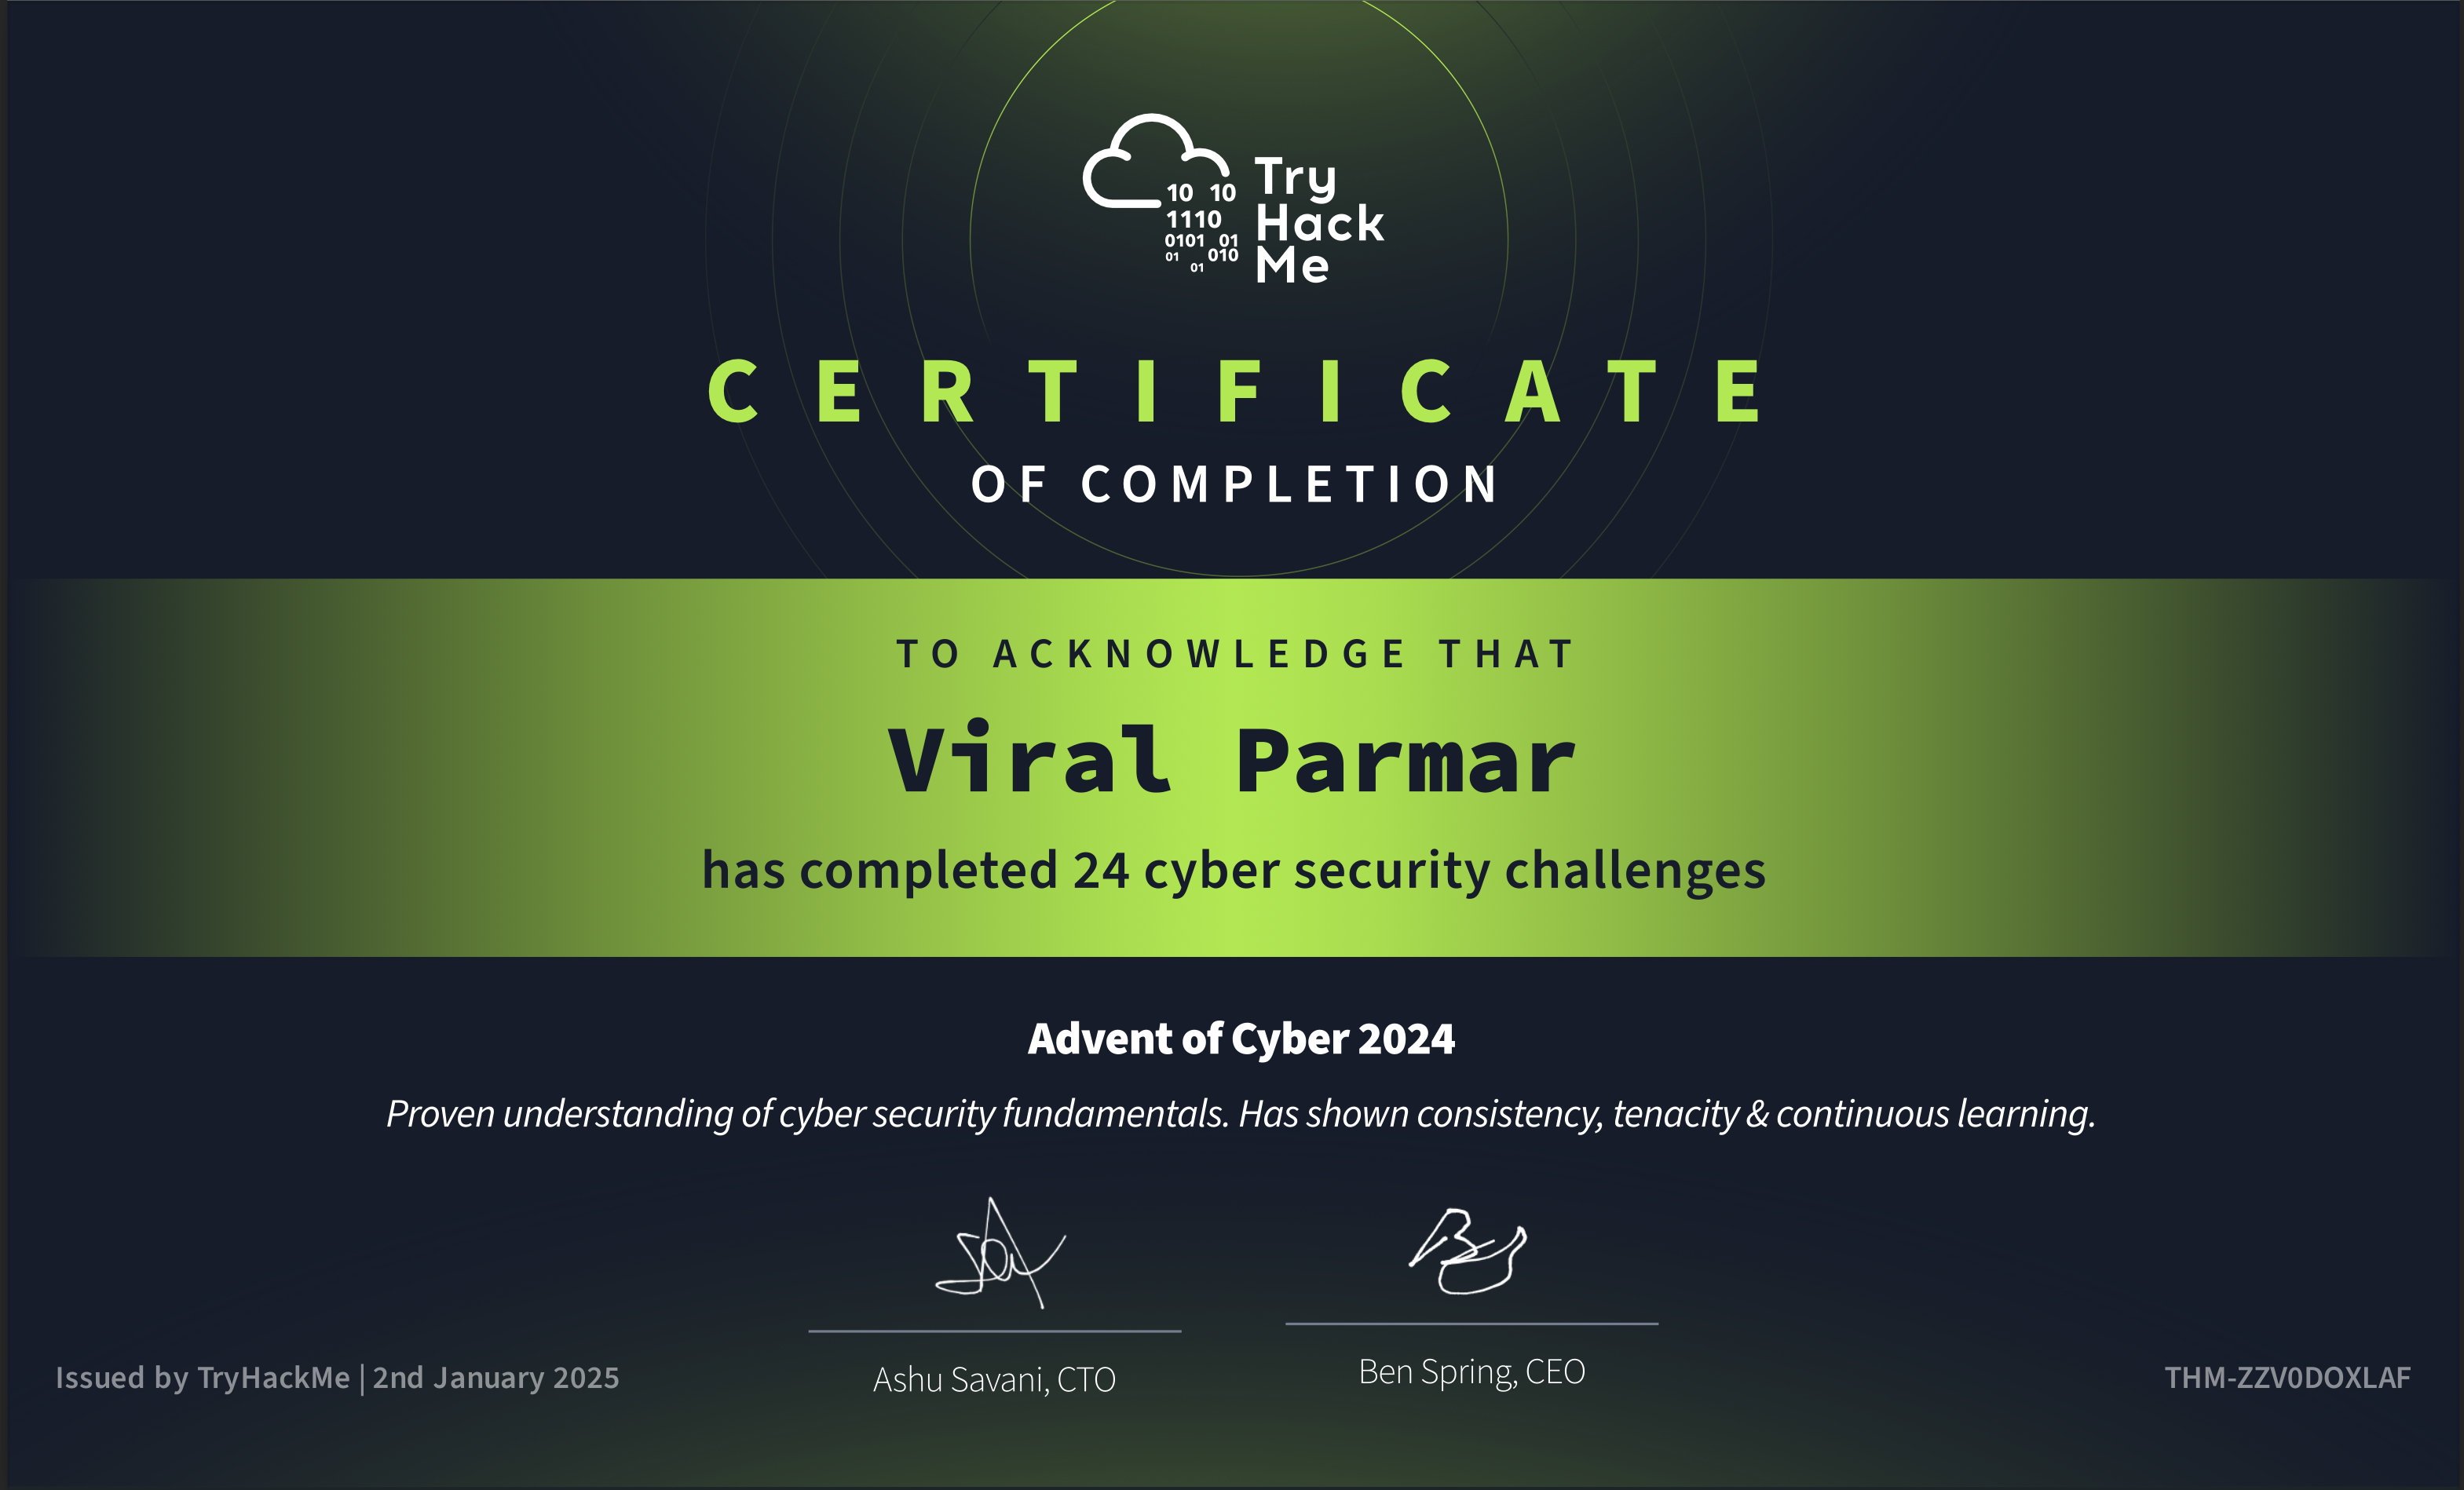 10 10
1110
0101 01
01 010
01
Try
Hack
Me
CERTIFICATE
OF COMPLETION
TO ACKNOWLEDGE THAT
Viral Parmar
has completed 24 cyber security challenges
Advent of Cyber 2024
Proven understanding of cyber security fundamentals. Has shown consistency, tenacity & continuous learning.
Ashu Savani, CTO
Ben Spring, CEO
Issued by TryHackMe | 2nd January 2025
THM-ZZV0DOXLAF